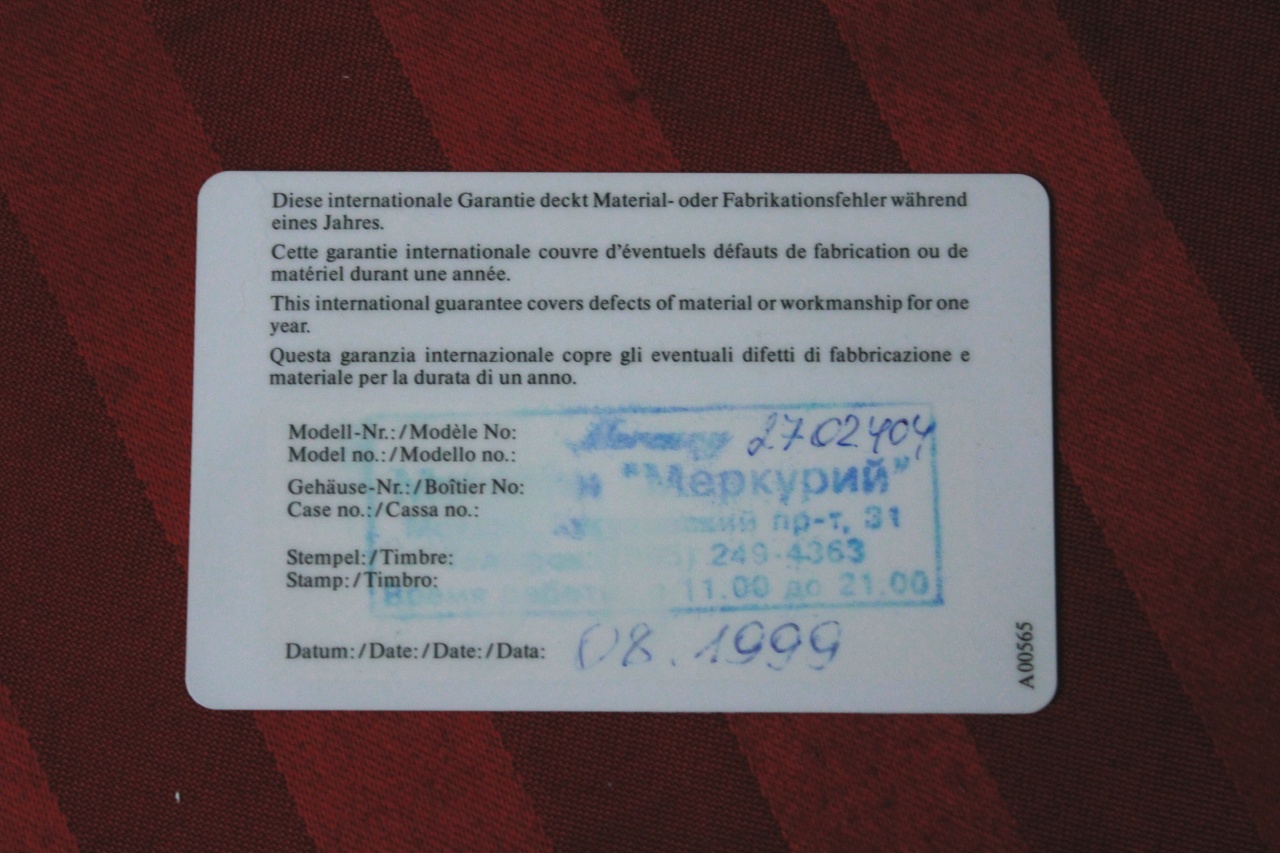 Diese internationale Garantie deckt Material- oder Fabrikationsfehler während
eines Jahres.
Cette garantie internationale couvre d'éventuels défauts de fabrication ou de
matériel durant une année.
This international guarantee covers defects of material or workmanship for one
year.
Questa garanzia internazionale copre gli eventuali difetti di fabbricazione e
materiale per la durata di un anno.
Modell-Nr.:/Modèle No:
Model no.:/Modello no.:
2702404
"Меркурий"
Gehäuse-Nr.:/Boîtier No:
Case no.:/Cassa no.:
пр-т, 31
Stempel:/Timbre:
Stamp:/Timbro:
249-4363
Время 11.00 до 21.00
Datum:/Date:/Date:/Data: 08.1999
A00565